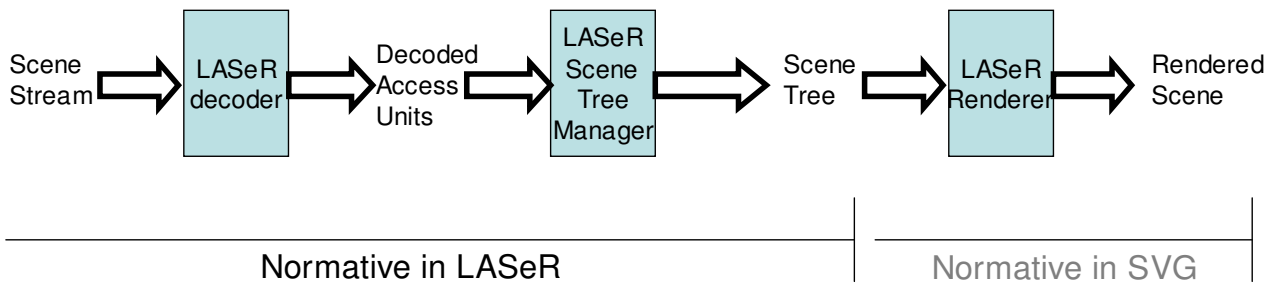 Scene
Stream
LASeR
decoder
Decoded
Access
Units
LASeR
Scene
Tree
Manager
Scene
Tree
LASeR
Renderer
Rendered
Scene
Normative in LASeR
Normative in SVG